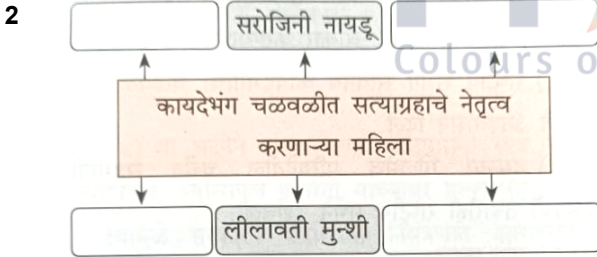 2
सरोजिनी नायडू
Colours o
कायदेभंग चळवळीत सत्याग्रहाचे नेतृत्व
करणाऱ्या महिला
लीलावती मुन्शी